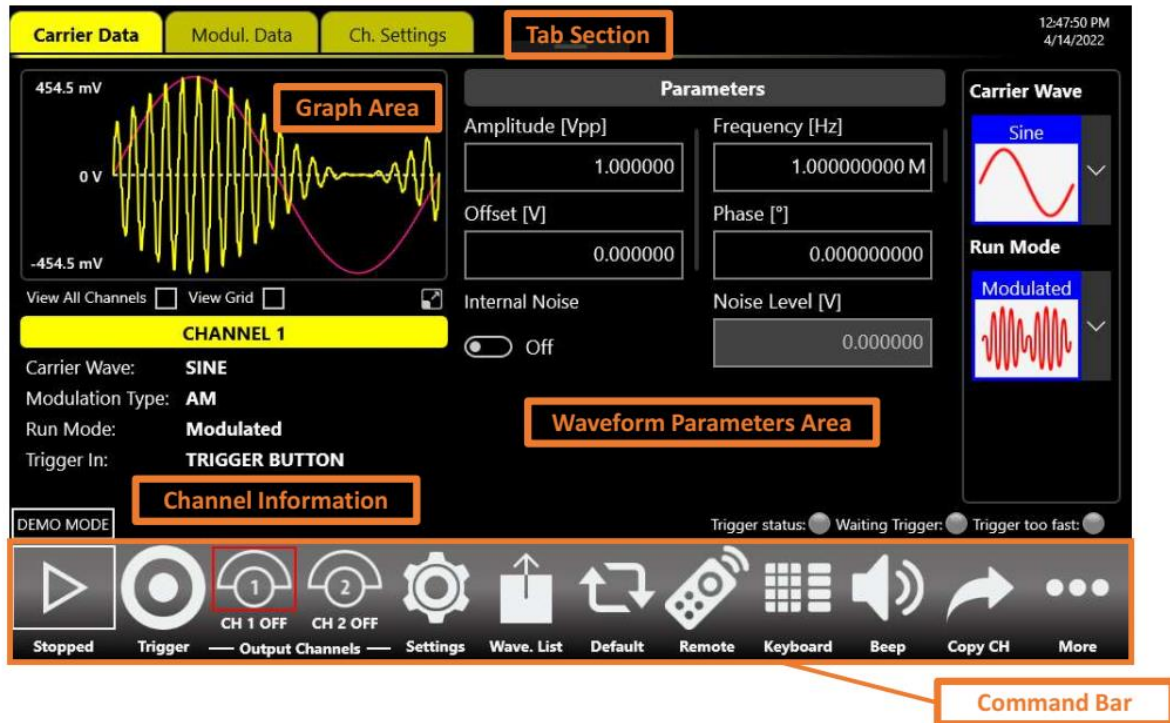 Carrier Data
Modul. Data
Ch. Settings
Tab Section
12:47:50 PM
4/14/2022
454.5 mV
0 V
-454.5 mV
Graph Area
View All Channels
View Grid
CHANNEL 1
Carrier Wave: SINE
Modulation Type: AM
Run Mode: Modulated
Trigger In: TRIGGER BUTTON
Channel Information
DEMO MODE
Parameters
Amplitude [Vpp]
1.000000
Frequency [Hz]
1.000000000 M
Offset [V]
0.000000
Phase [°]
0.000000000
Internal Noise
Off
Noise Level [V]
0.000000
Waveform Parameters Area
Carrier Wave
Sine
Run Mode
Modulated
Trigger status:
Waiting Trigger:
Trigger too fast:
1
2
CH 1 OFF
CH 2 OFF
Stopped
Trigger
Output Channels
Settings
Wave. List
Default
Remote
Keyboard
Beep
Copy CH
More
Command Bar